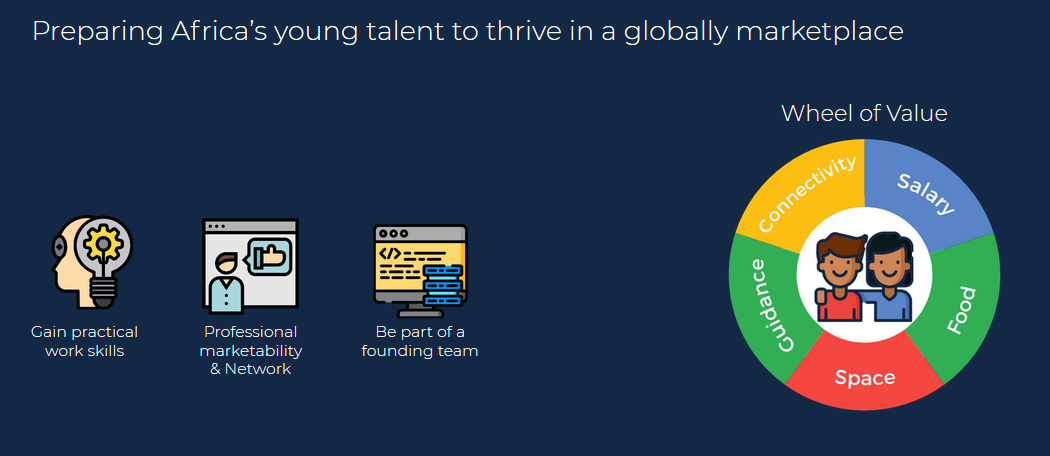 Preparing Africa’s young talent to thrive in a globally marketplace
Wheel of Value
Connectivity
Salary
Guidance
Food
Space
</>
Gain practical
work skills
Professional
marketability
& Network
Be part of a
founding team